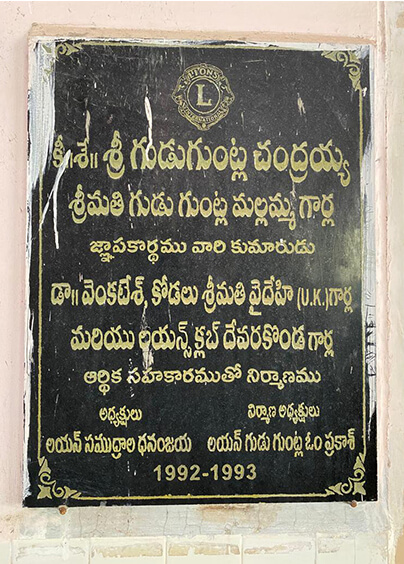 LIONS
L
INTERNATIONAL
కీ॥శే॥ శ్రీ గుడుగుంట్ల చంద్రయ్య
శ్రీమతి గుడు గుంట్ల మల్లమ్మ గార్ల
జ్ఞాపకార్థము వారి కుమారుడు
డా॥ వెంకటేశ్, కోడలు శ్రీమతి వైదేహి (U.K.) గార్ల
మరియు లయన్స్ క్లబ్ దేవరకొండ గార్ల
ఆర్థిక సహకారముతో నిర్మాణము
అధ్యక్షులు నిర్మాణ అధ్యక్షులు
లయన్ సముద్రాల ధనంజయ లయన్ గుడు గుంట్ల ఓం ప్రకాశ్
1992-1993